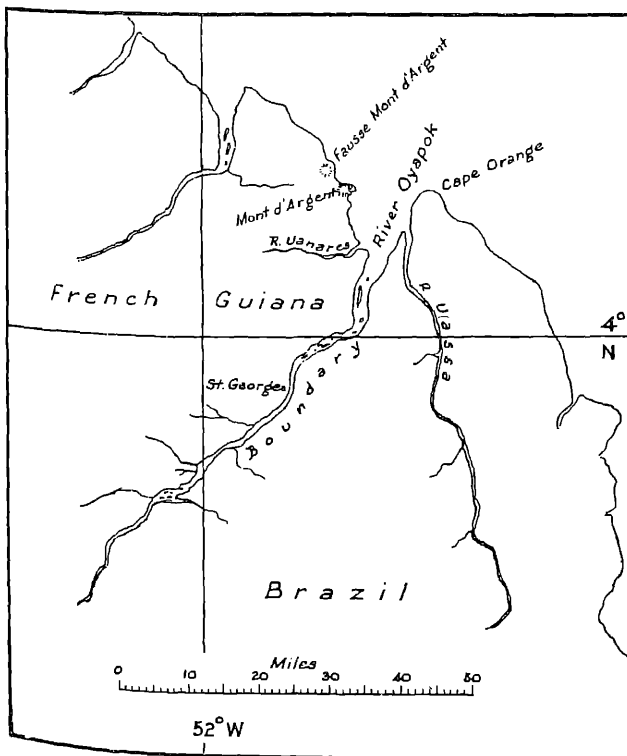 Fausse Mont d'Argent
Mont d'Argent
River Oyapok
Cape Orange
R. Uanares
French Guiana
4°
N
R. Uassa
St. Georges
Boundary
Brazil
Miles
0 10 20 30 40 50
52°W